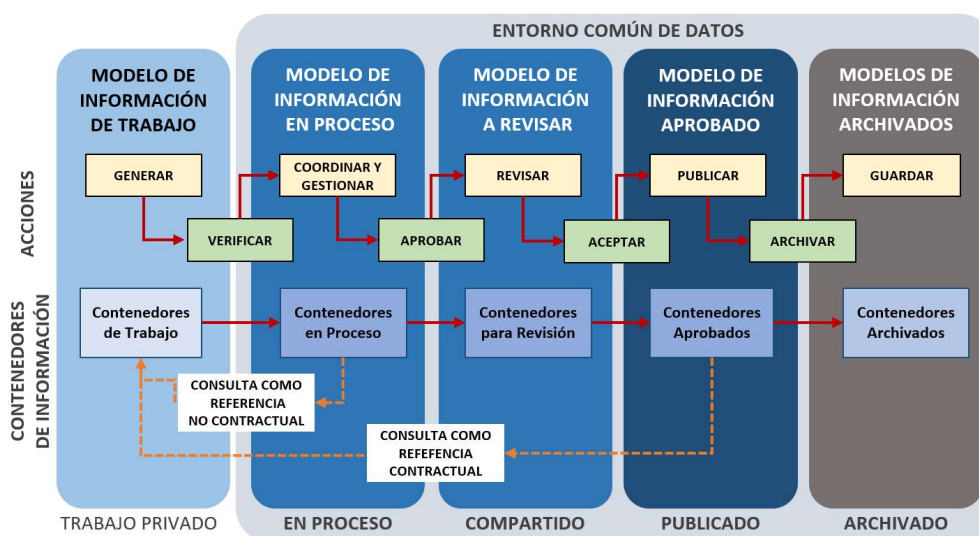 ENTORNO COMÚN DE DATOS
MODELO DE
INFORMACIÓN
DE TRABAJO
MODELO DE
INFORMACIÓN
EN PROCESO
MODELO DE
INFORMACIÓN
A REVISAR
MODELO DE
INFORMACIÓN
APROBADO
MODELOS DE
INFORMACIÓN
ARCHIVADOS
ACCIONES
GENERAR
COORDINAR Y
GESTIONAR
REVISAR
PUBLICAR
GUARDAR
VERIFICAR
APROBAR
ACEPTAR
ARCHIVAR
CONTENEDORES
DE INFORMACIÓN
Contenedores
de Trabajo
Contenedores
en Proceso
Contenedores
para Revisión
Contenedores
Aprobados
Contenedores
Archivados
CONSULTA COMO
REFERENCIA
NO CONTRACTUAL
CONSULTA COMO
REFEFENCIA
CONTRACTUAL
TRABAJO PRIVADO
EN PROCESO
COMPARTIDO
PUBLICADO
ARCHIVADO